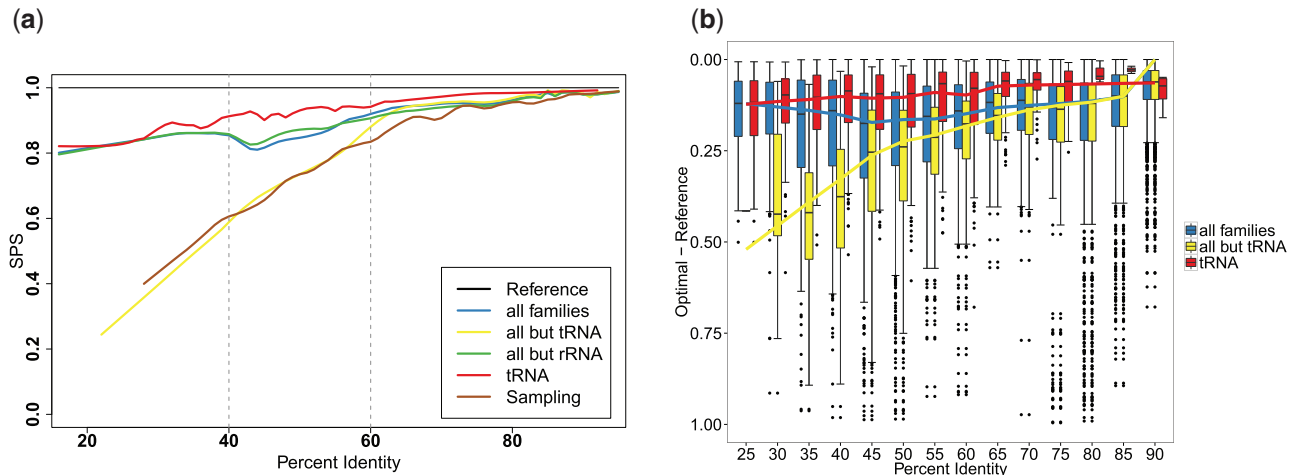 (a)
SPS
0.0
0.2
0.4
0.6
0.8
1.0
20
40
60
80
Percent Identity
Reference
all families
all but tRNA
all but rRNA
tRNA
Sampling
(b)
Optimal – Reference
0.00
0.25
0.50
0.75
1.00
25 30 35 40 45 50 55 60 65 70 75 80 85 90
Percent Identity
all families
all but tRNA
tRNA